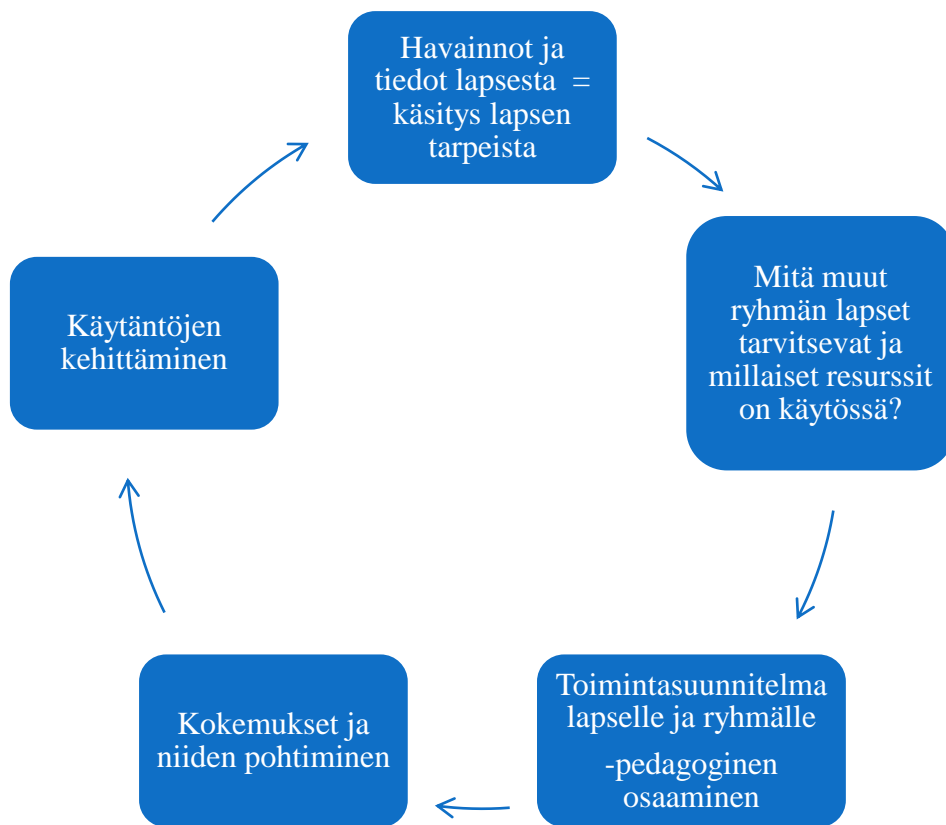 Havainnot ja
tiedot lapsesta =
käsitys lapsen
tarpeista
Mitä muut
ryhmän lapset
tarvitsevat ja
millaiset resurssit
on käytössä?
Toimintasuunnitelma
lapselle ja ryhmälle
-pedagoginen
osaaminen
Kokemukset ja
niiden pohtiminen
Käytäntöjen
kehittäminen